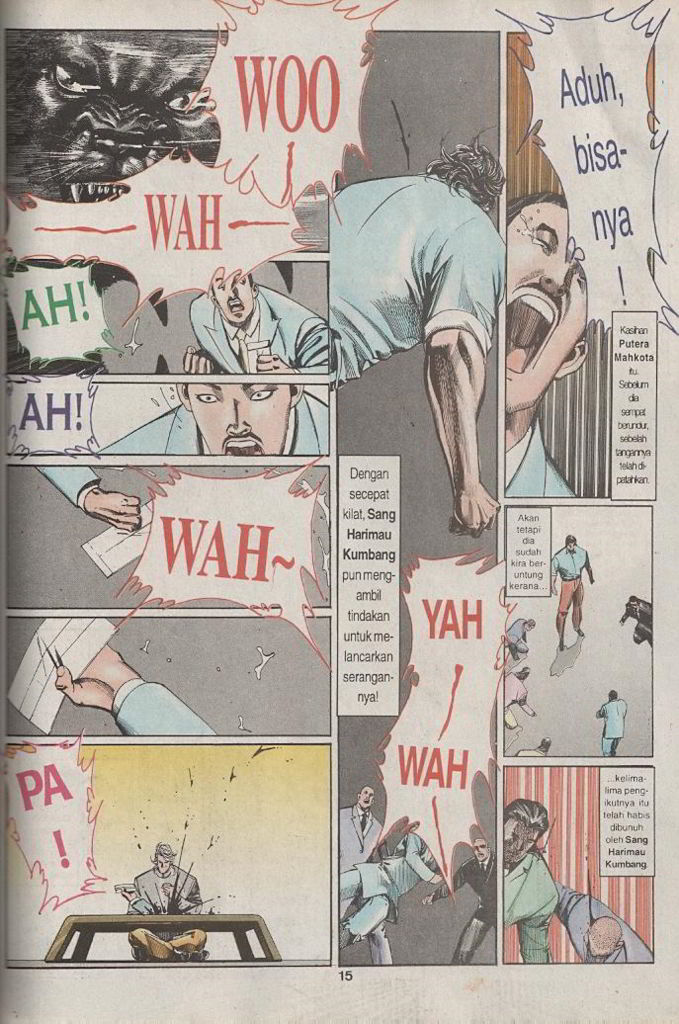 WOO
WAH
AH!
AH!
WAH~
PA
!
Dengan
secepat
kilat, Sang
Harimau
Kumbang
pun meng-
ambil
tindakan
untuk me-
lancarkan
serangan-
nya!
YAH
WAH
Aduh,
bisa-
nya
!
Kasihan
Putera
Mahkota
itu.
Sebelum
dia
sempat
berundur,
sebelah
tangannya
telah di-
patahkan.
Akan
tetapi
dia
sudah
kira ber-
untung
kerana...
...kelima-
lima peng-
ikutnya itu
telah habis
dibunuh
oleh Sang
Harimau
Kumbang.
15